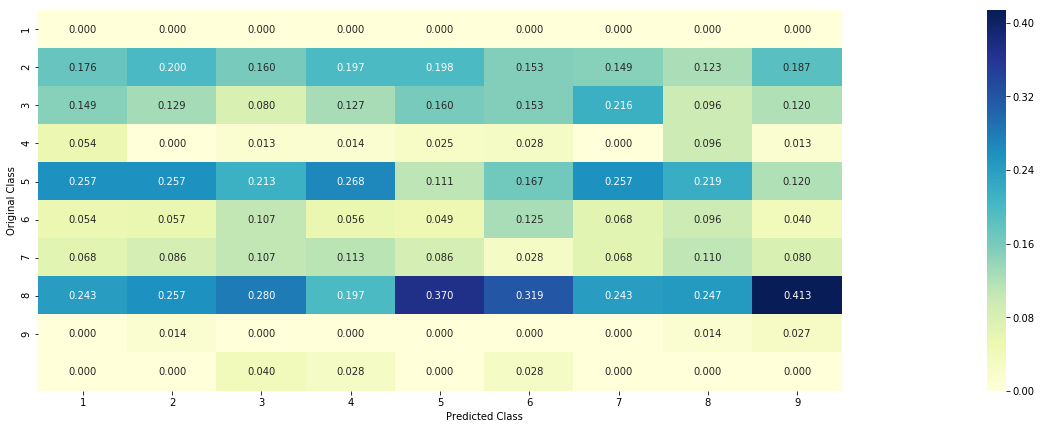 0.40
1 0.000 0.000 0.000 0.000 0.000 0.000 0.000 0.000 0.000
2 0.176 0.200 0.160 0.197 0.198 0.153 0.149 0.123 0.187
0.32
3 0.149 0.129 0.080 0.127 0.160 0.153 0.216 0.096 0.120
4 0.054 0.000 0.013 0.014 0.025 0.028 0.000 0.096 0.013
0.24
Original Class
5 0.257 0.257 0.213 0.268 0.111 0.167 0.257 0.219 0.120
6 0.054 0.057 0.107 0.056 0.049 0.125 0.068 0.096 0.040
0.16
7 0.068 0.086 0.107 0.113 0.086 0.028 0.068 0.110 0.080
8 0.243 0.257 0.280 0.197 0.370 0.319 0.243 0.247 0.413
0.08
9 0.000 0.014 0.000 0.000 0.000 0.000 0.000 0.014 0.027
0.000 0.000 0.040 0.028 0.000 0.028 0.000 0.000 0.000
0.00
1 2 3 4 5 6 7 8 9
Predicted Class